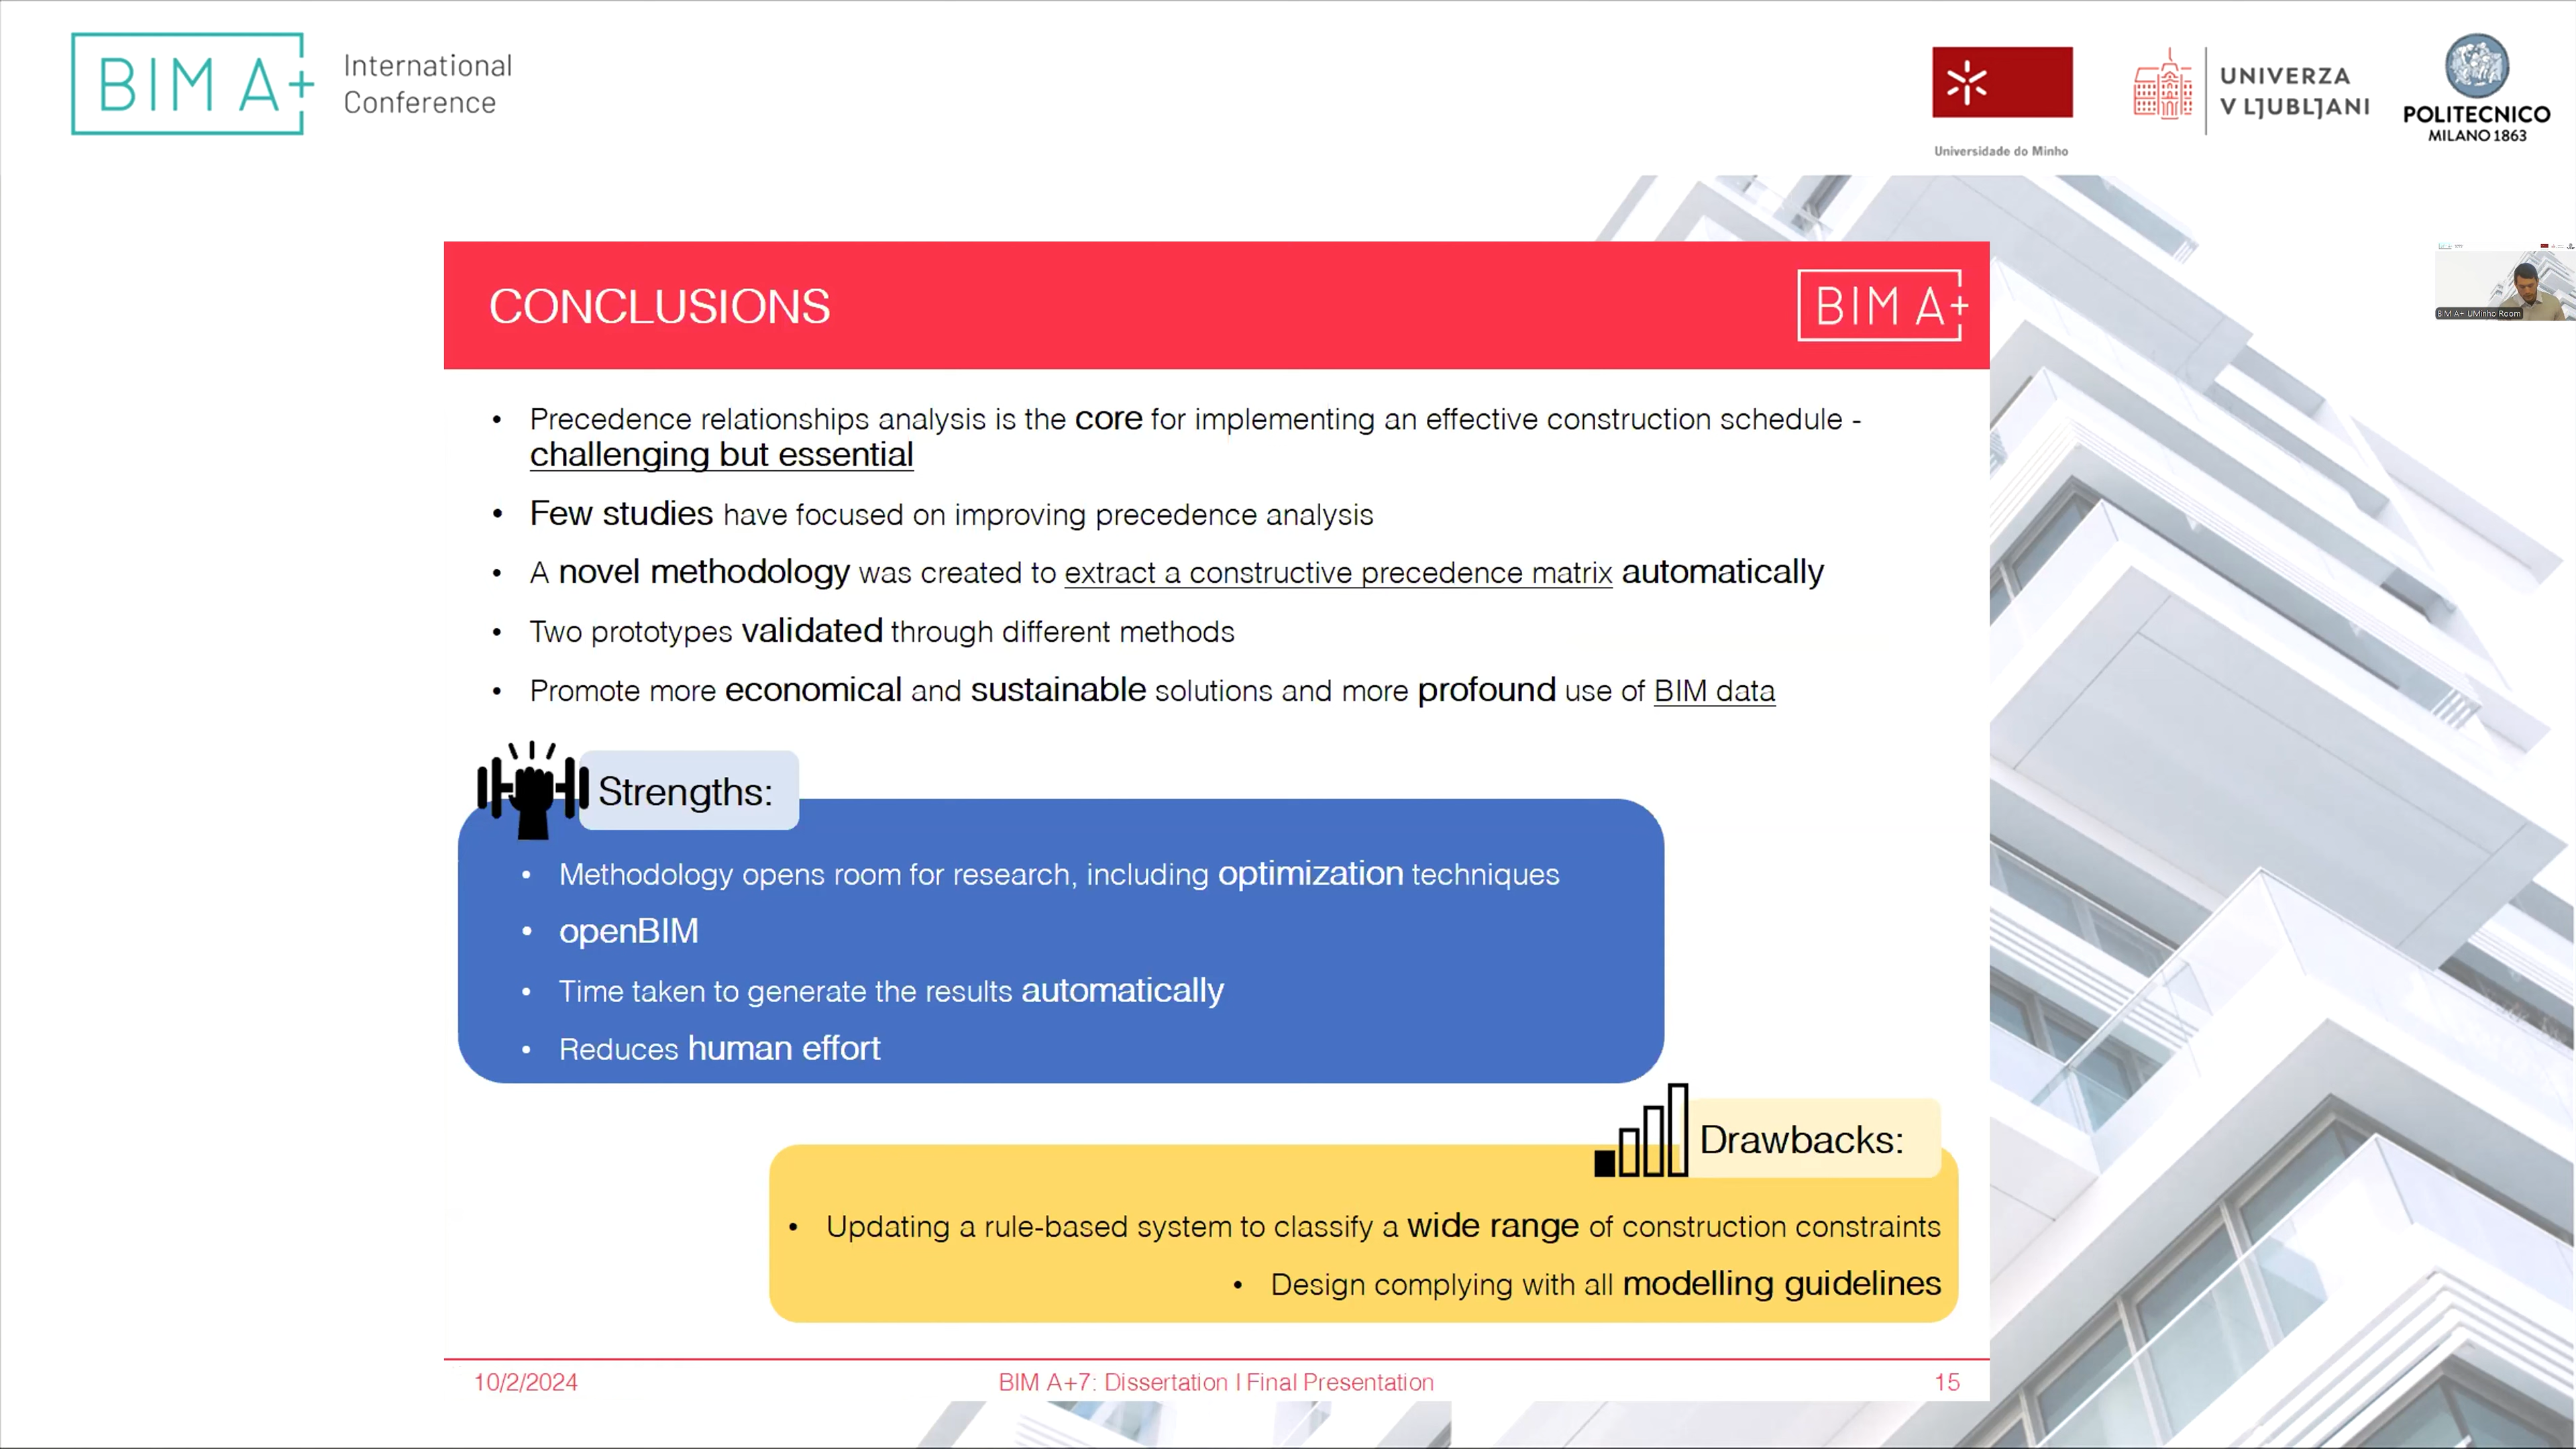 BIM A+
International
Conference
Universidade do Minho
UNIVERZA
V LJUBLJANI
POLITECNICO
MILANO 1863
CONCLUSIONS
BIM A+
BIM A+ UMinho Room
• Precedence relationships analysis is the core for implementing an effective construction schedule -
challenging but essential
• Few studies have focused on improving precedence analysis
• A novel methodology was created to extract a constructive precedence matrix automatically
• Two prototypes validated through different methods
• Promote more economical and sustainable solutions and more profound use of BIM data
Strengths:
• Methodology opens room for research, including optimization techniques
• openBIM
• Time taken to generate the results automatically
• Reduces human effort
Drawbacks:
• Updating a rule-based system to classify a wide range of construction constraints
• Design complying with all modelling guidelines
10/2/2024
BIM A+7: Dissertation I Final Presentation
15